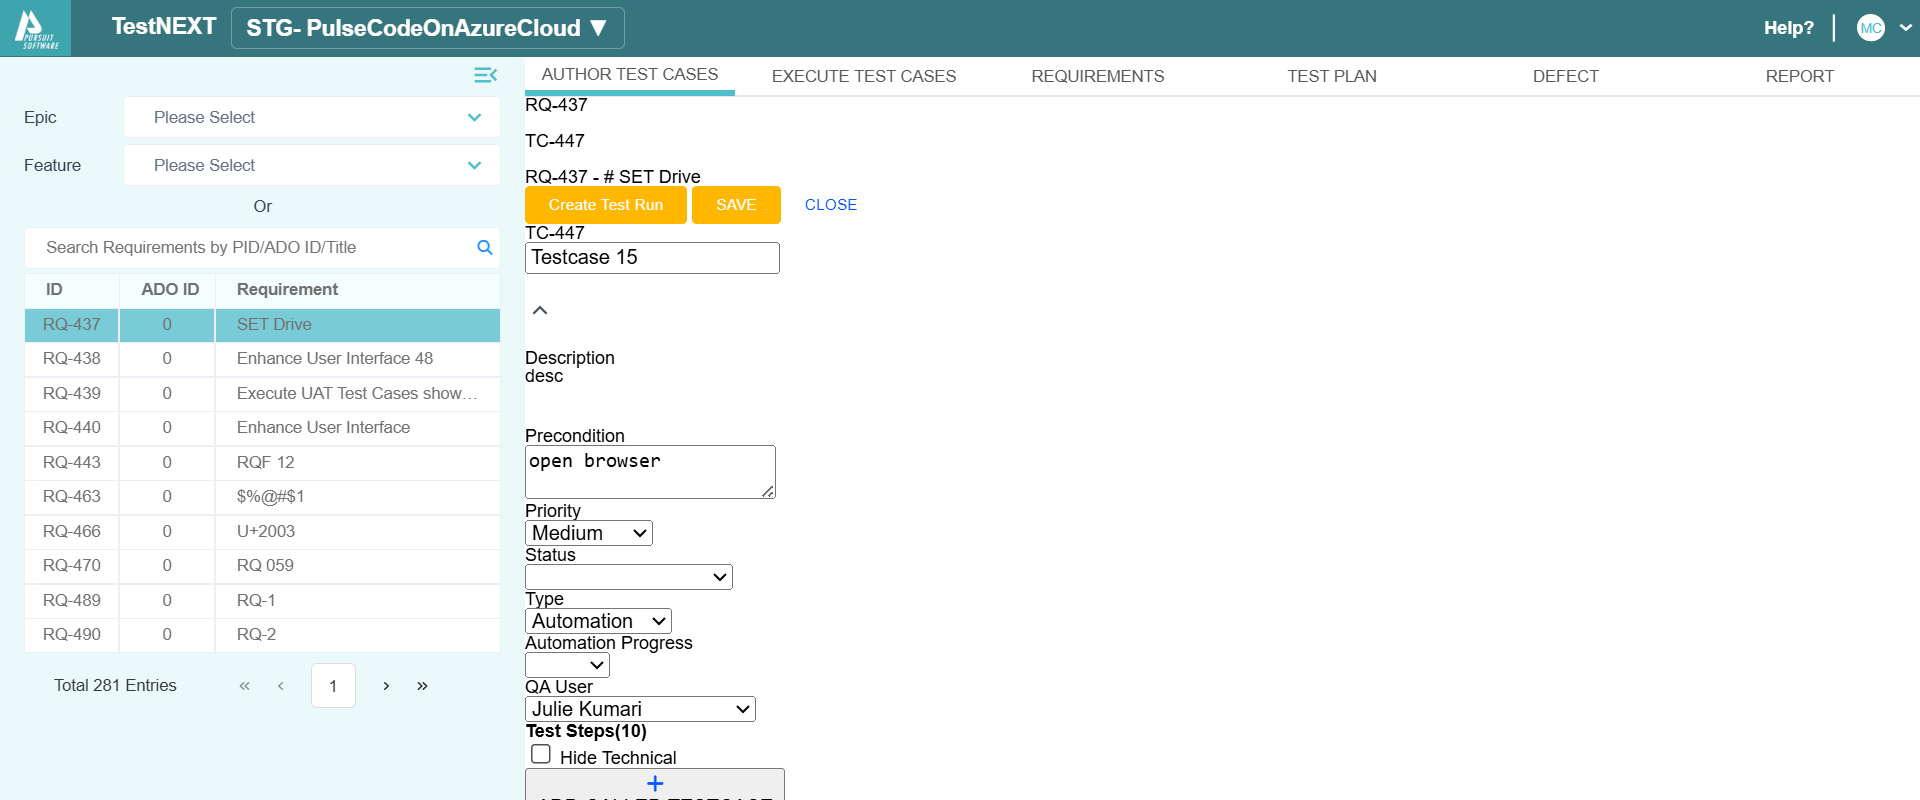 PURSUIT
SOFTWARE
TestNEXT
STG- PulseCodeOnAzureCloud ▼
Help?
MC
Epic
Please Select
Feature
Please Select
Or
Search Requirements by PID/ADO ID/Title
ID ADO ID Requirement
RQ-437 0 SET Drive
RQ-438 0 Enhance User Interface 48
RQ-439 0 Execute UAT Test Cases show...
RQ-440 0 Enhance User Interface
RQ-443 0 RQF 12
RQ-463 0 $%@#$1
RQ-466 0 U+2003
RQ-470 0 RQ 059
RQ-489 0 RQ-1
RQ-490 0 RQ-2
Total 281 Entries « ‹ 1 › »
AUTHOR TEST CASES EXECUTE TEST CASES REQUIREMENTS TEST PLAN DEFECT REPORT
RQ-437
TC-447
RQ-437 - # SET Drive
Create Test Run SAVE CLOSE
TC-447
Testcase 15
Description
desc
Precondition
open browser
Priority
Medium
Status
Type
Automation
Automation Progress
QA User
Julie Kumari
Test Steps(10)
Hide Technical
+
ADD CALLED TESTCASE